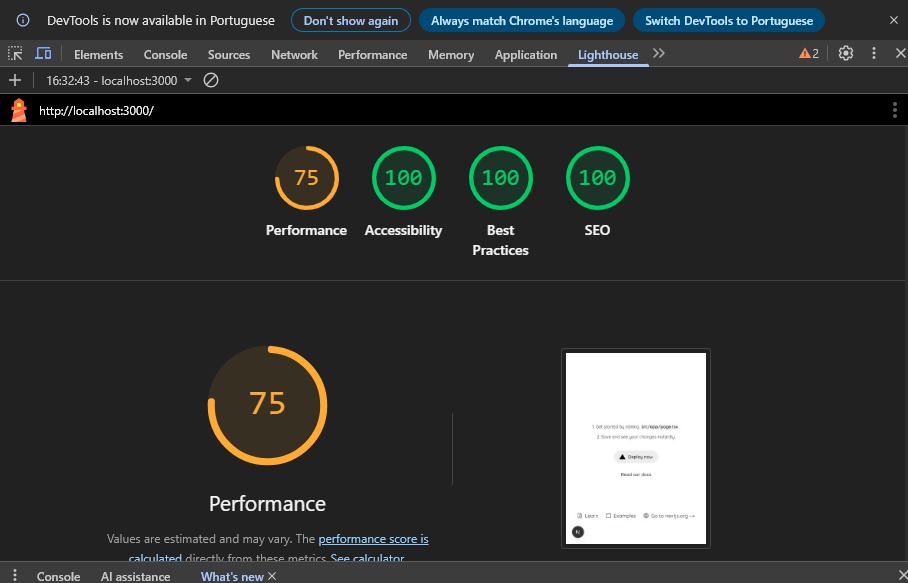 DevTools is now available in Portuguese Don't show again Always match Chrome's language Switch DevTools to Portuguese
Elements Console Sources Network Performance Memory Application Lighthouse 2
16:32:43 - localhost:3000
http://localhost:3000/
75 100 100 100
Performance Accessibility Best Practices SEO
75
Performance
Values are estimated and may vary. The performance score is
calculated directly from these metrics. See calculator.
1. Get started by editing src/app/page.tsx.
2. Save and see your changes instantly.
Deploy now
Read our docs
Learn Examples Go to nextjs.org →
N
Console AI assistance What's new